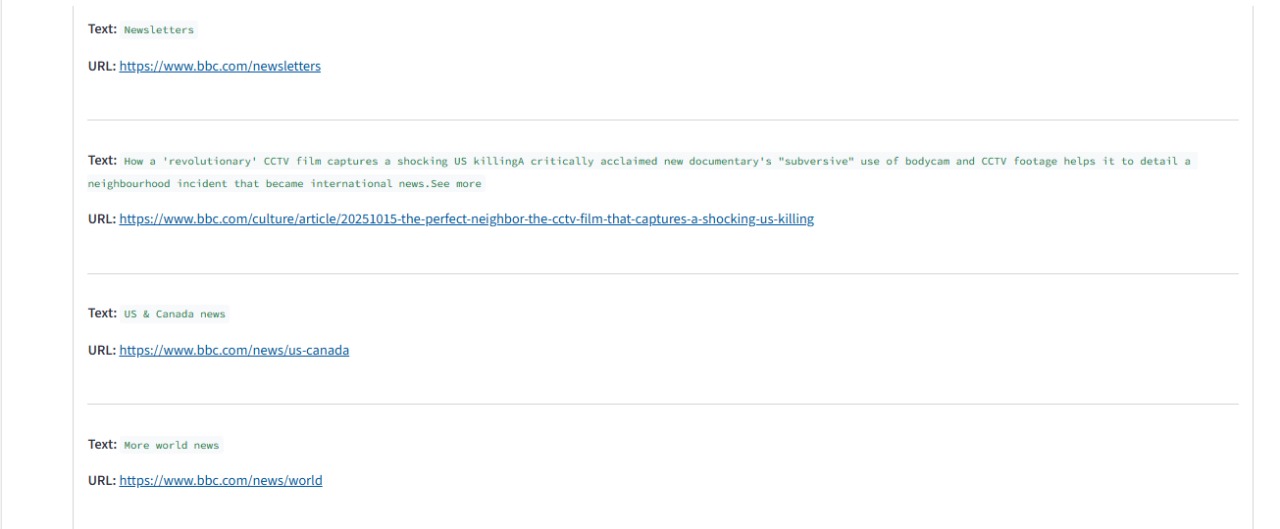 Text: Newsletters
URL: https://www.bbc.com/newsletters
Text: How a 'revolutionary' CCTV film captures a shocking US killingA critically acclaimed new documentary's "subversive" use of bodycam and CCTV footage helps it to detail a
neighbourhood incident that became international news.See more
URL: https://www.bbc.com/culture/article/20251015-the-perfect-neighbor-the-cctv-film-that-captures-a-shocking-us-killing
Text: US & Canada news
URL: https://www.bbc.com/news/us-canada
Text: More world news
URL: https://www.bbc.com/news/world